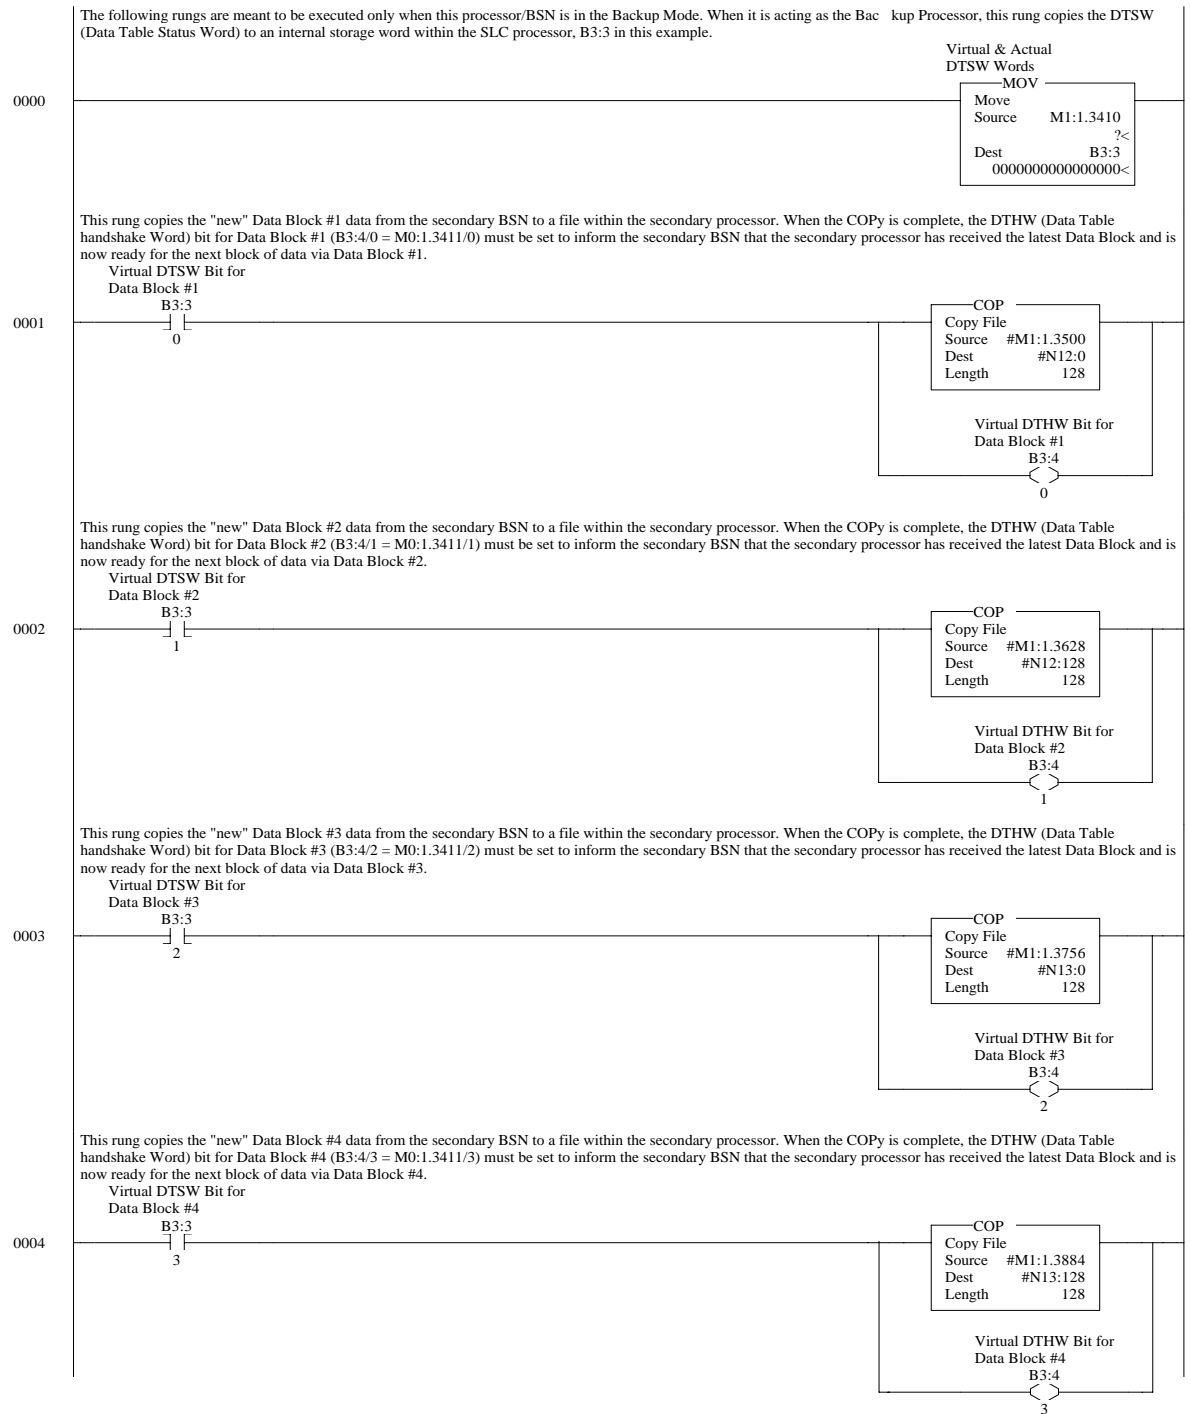 The following rungs are meant to be executed only when this processor/BSN is in the Backup Mode. When it is acting as the Bac kup Processor, this rung copies the DTSW
(Data Table Status Word) to an internal storage word within the SLC processor, B3:3 in this example.
Virtual & Actual
DTSW Words
MOV
0000
Move
Source M1:1.3410
?<
Dest B3:3
0000000000000000<
This rung copies the "new" Data Block #1 data from the secondary BSN to a file within the secondary processor. When the COPy is complete, the DTHW (Data Table
handshake Word) bit for Data Block #1 (B3:4/0 = M0:1.3411/0) must be set to inform the secondary BSN that the secondary processor has received the latest Data Block and is
now ready for the next block of data via Data Block #1.
Virtual DTSW Bit for
Data Block #1
B3:3
0001
0
COP
Copy File
Source #M1:1.3500
Dest #N12:0
Length 128
Virtual DTHW Bit for
Data Block #1
B3:4
0
This rung copies the "new" Data Block #2 data from the secondary BSN to a file within the secondary processor. When the COPy is complete, the DTHW (Data Table
handshake Word) bit for Data Block #2 (B3:4/1 = M0:1.3411/1) must be set to inform the secondary BSN that the secondary processor has received the latest Data Block and is
now ready for the next block of data via Data Block #2.
Virtual DTSW Bit for
Data Block #2
B3:3
0002
1
COP
Copy File
Source #M1:1.3628
Dest #N12:128
Length 128
Virtual DTHW Bit for
Data Block #2
B3:4
1
This rung copies the "new" Data Block #3 data from the secondary BSN to a file within the secondary processor. When the COPy is complete, the DTHW (Data Table
handshake Word) bit for Data Block #3 (B3:4/2 = M0:1.3411/2) must be set to inform the secondary BSN that the secondary processor has received the latest Data Block and is
now ready for the next block of data via Data Block #3.
Virtual DTSW Bit for
Data Block #3
B3:3
0003
2
COP
Copy File
Source #M1:1.3756
Dest #N13:0
Length 128
Virtual DTHW Bit for
Data Block #3
B3:4
2
This rung copies the "new" Data Block #4 data from the secondary BSN to a file within the secondary processor. When the COPy is complete, the DTHW (Data Table
handshake Word) bit for Data Block #4 (B3:4/3 = M0:1.3411/3) must be set to inform the secondary BSN that the secondary processor has received the latest Data Block and is
now ready for the next block of data via Data Block #4.
Virtual DTSW Bit for
Data Block #4
B3:3
0004
3
COP
Copy File
Source #M1:1.3884
Dest #N13:128
Length 128
Virtual DTHW Bit for
Data Block #4
B3:4
3